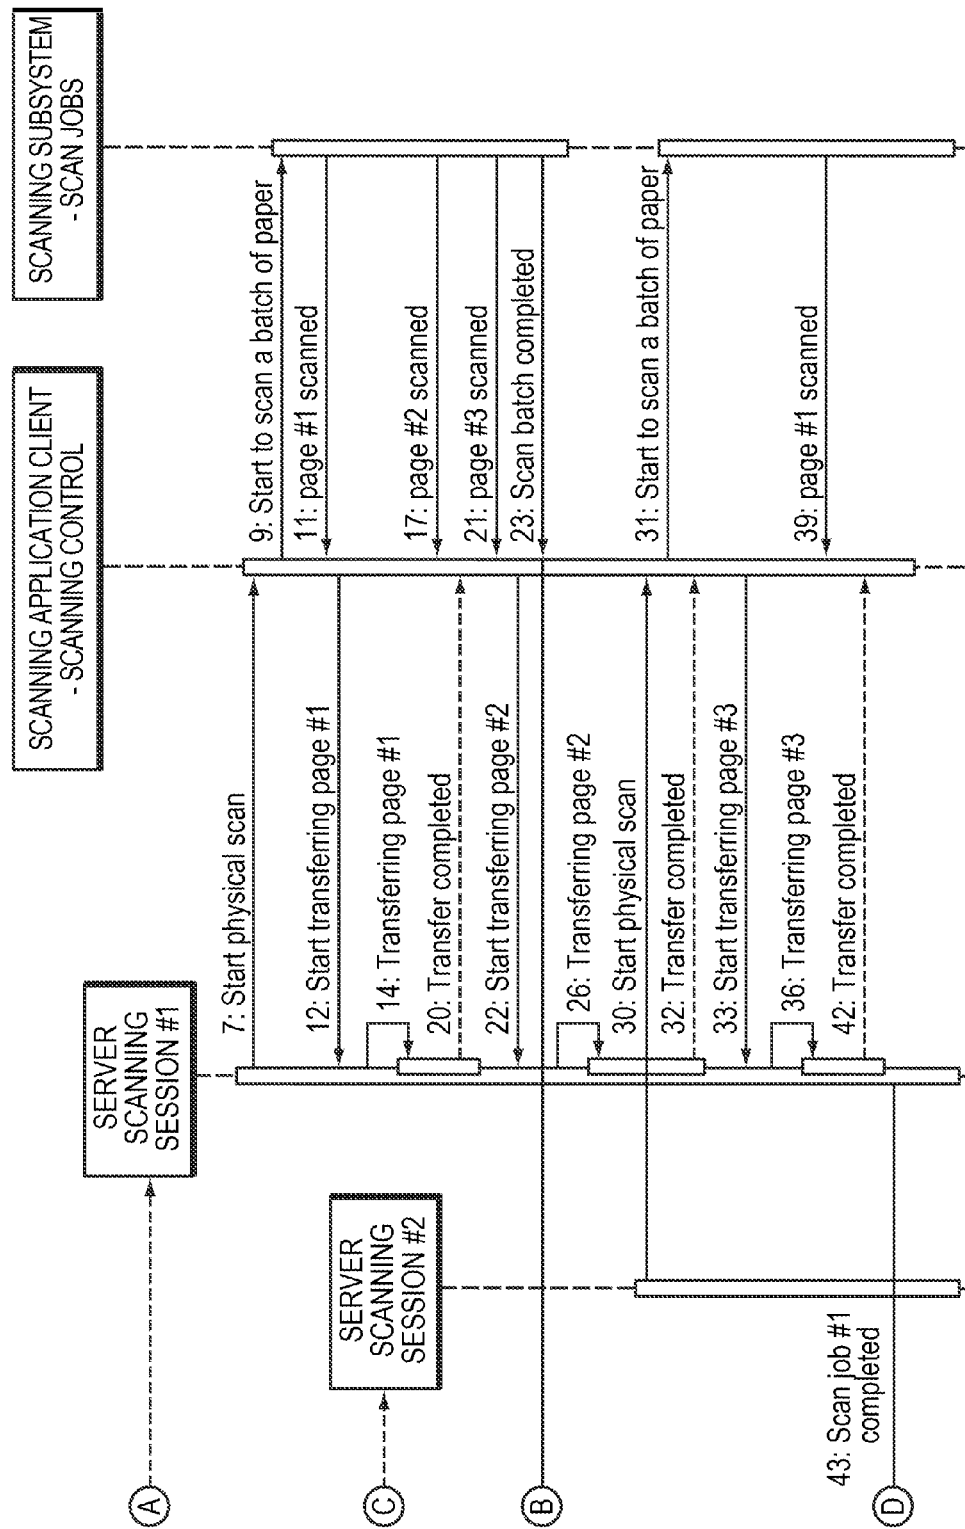 SERVER
SCANNING
SESSION #1
SERVER
SCANNING
SESSION #2
SCANNING APPLICATION CLIENT
- SCANNING CONTROL
SCANNING SUBSYSTEM
- SCAN JOBS
A
C
B
D
7: Start physical scan
9: Start to scan a batch of paper
11: page #1 scanned
12: Start transferring page #1
14: Transferring page #1
17: page #2 scanned
20: Transfer completed
21: page #3 scanned
22: Start transferring page #2
23: Scan batch completed
26: Transferring page #2
30: Start physical scan
31: Start to scan a batch of paper
32: Transfer completed
33: Start transferring page #3
36: Transferring page #3
39: page #1 scanned
42: Transfer completed
43: Scan job #1
completed